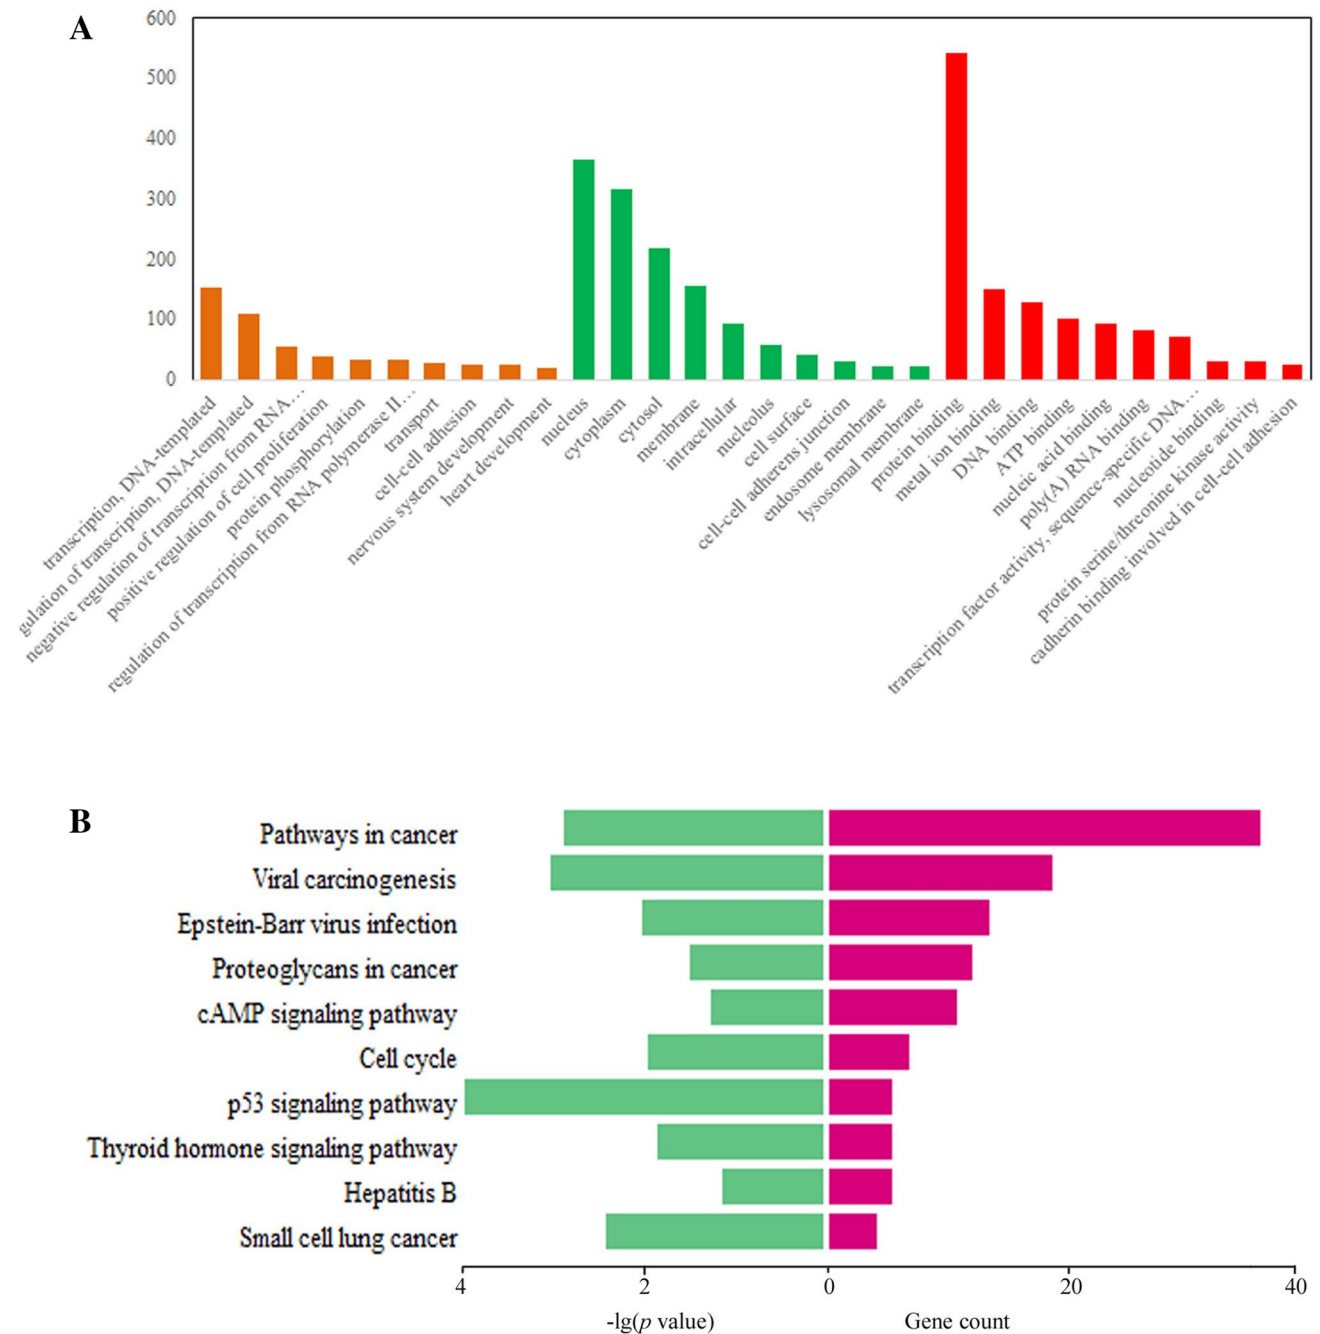 A
600
500
400
300
200
100
0
transcription, DNA-templated
gulation of transcription, DNA-templated
negative regulation of transcription from RNA…
positive regulation of cell proliferation
protein phosphorylation
regulation of transcription from RNA polymerase II…
transport
cell-cell adhesion
nervous system development
heart development
nucleus
cytoplasm
cytosol
membrane
intracellular
nucleolus
cell surface
cell-cell adherens junction
endosome membrane
lysosomal membrane
protein binding
metal ion binding
DNA binding
ATP binding
nucleic acid binding
poly(A) RNA binding
transcription factor activity, sequence-specific DNA…
nucleotide binding
protein serine/threonine kinase activity
cadherin binding involved in cell-cell adhesion
B
Pathways in cancer
Viral carcinogenesis
Epstein-Barr virus infection
Proteoglycans in cancer
cAMP signaling pathway
Cell cycle
p53 signaling pathway
Thyroid hormone signaling pathway
Hepatitis B
Small cell lung cancer
4 2 0 20 40
-lg(p value) Gene count